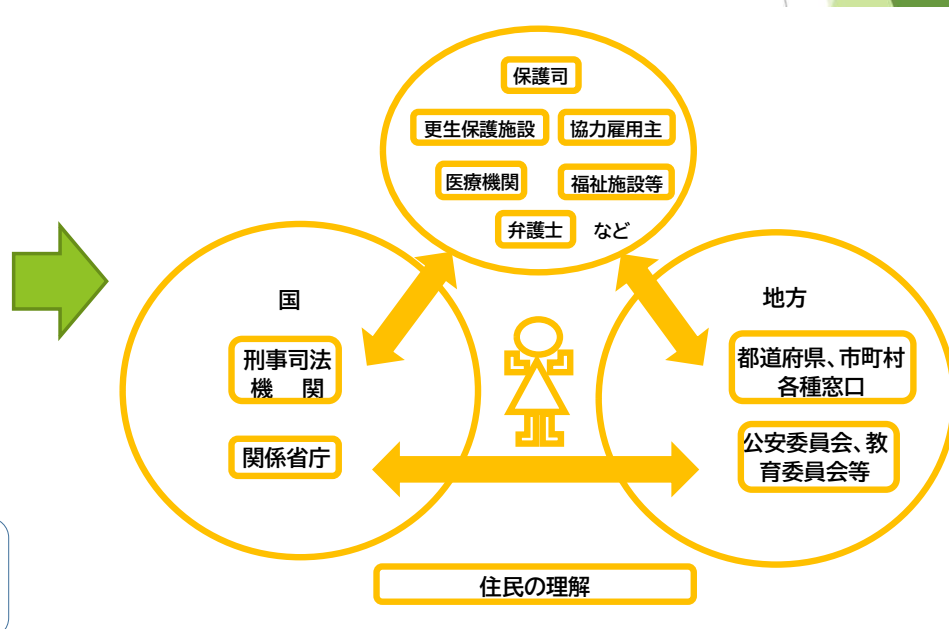 保護司
更生保護施設
協力雇用主
医療機関
福祉施設等
弁護士
など
国
刑事司法
機　関
関係省庁
地方
都道府県、市町村
各種窓口
公安委員会、教
育委員会等
住民の理解